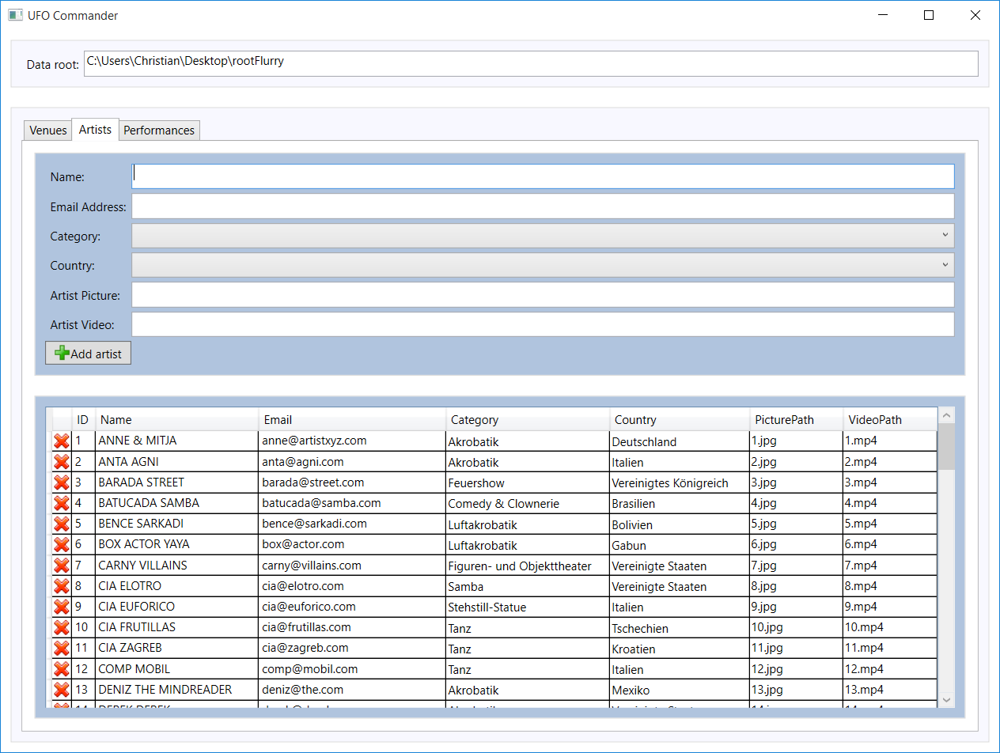 UFO Commander
Data root: C:\Users\Christian\Desktop\rootFlurry
Venues Artists Performances
Name:
Email Address:
Category:
Country:
Artist Picture:
Artist Video:
Add artist
ID Name Email Category Country PicturePath VideoPath
1 ANNE & MITJA anne@artistxyz.com Akrobatik Deutschland 1.jpg 1.mp4
2 ANTA AGNI anta@agni.com Akrobatik Italien 2.jpg 2.mp4
3 BARADA STREET barada@street.com Feuershow Vereinigtes Königreich 3.jpg 3.mp4
4 BATUCADA SAMBA batucada@samba.com Comedy & Clownerie Brasilien 4.jpg 4.mp4
5 BENCE SARKADI bence@sarkadi.com Luftakrobatik Bolivien 5.jpg 5.mp4
6 BOX ACTOR YAYA box@actor.com Luftakrobatik Gabun 6.jpg 6.mp4
7 CARNY VILLAINS carny@villains.com Figuren- und Objekttheater Vereinigte Staaten 7.jpg 7.mp4
8 CIA ELOTRO cia@elotro.com Samba Vereinigte Staaten 8.jpg 8.mp4
9 CIA EUFORICO cia@euforico.com Stehstill-Statue Italien 9.jpg 9.mp4
10 CIA FRUTILLAS cia@frutillas.com Tanz Tschechien 10.jpg 10.mp4
11 CIA ZAGREB cia@zagreb.com Tanz Kroatien 11.jpg 11.mp4
12 COMP MOBIL comp@mobil.com Tanz Italien 12.jpg 12.mp4
13 DENIZ THE MINDREADER deniz@the.com Akrobatik Mexiko 13.jpg 13.mp4